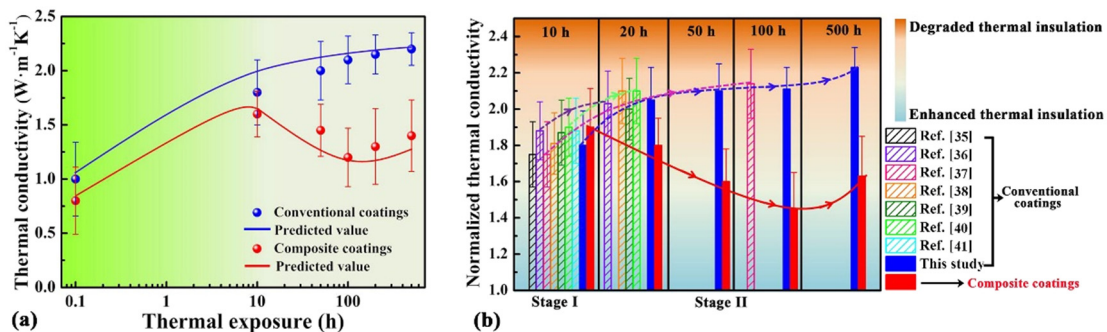 Thermal conductivity (W·m⁻¹K⁻¹)
2.5
2.0
1.5
1.0
0.5
0.0
Conventional coatings
Predicted value
Composite coatings
Predicted value
0.1 1 10 100
Thermal exposure (h)
(a)
Normalized thermal conductivity
2.4
2.2
2.0
1.8
1.6
1.4
1.2
1.0
10 h 20 h 50 h 100 h 500 h
Stage I Stage II
(b)
Degraded thermal insulation
Enhanced thermal insulation
Ref. [35]
Ref. [36]
Ref. [37]
Ref. [38]
Ref. [39]
Ref. [40]
Ref. [41]
This study
Conventional
coatings
Composite coatings